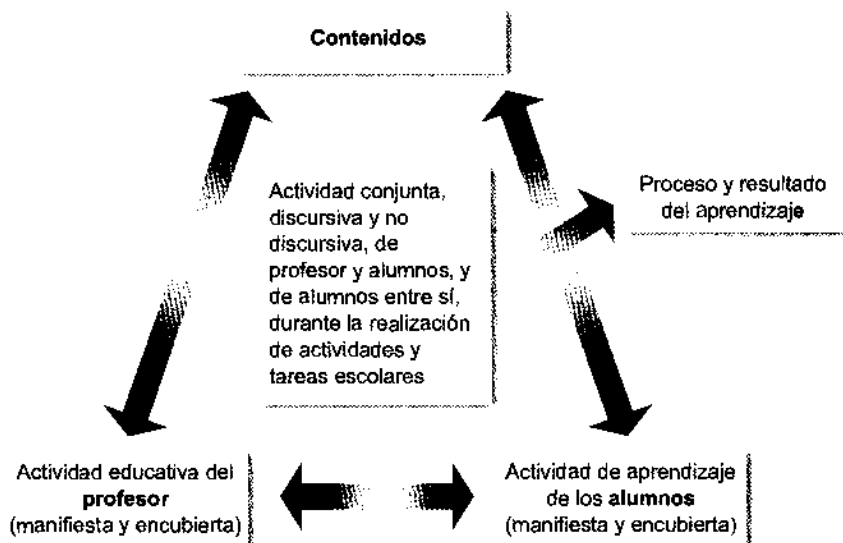 Contenidos
Actividad conjunta,
discursiva y no
discursiva, de
profesor y alumnos, y
de alumnos entre sí,
durante la realización
de actividades y
tareas escolares
Proceso y resultado
del aprendizaje
Actividad educativa del
profesor
(manifiesta y encubierta)
Actividad de aprendizaje
de los alumnos
(manifiesta y encubierta)